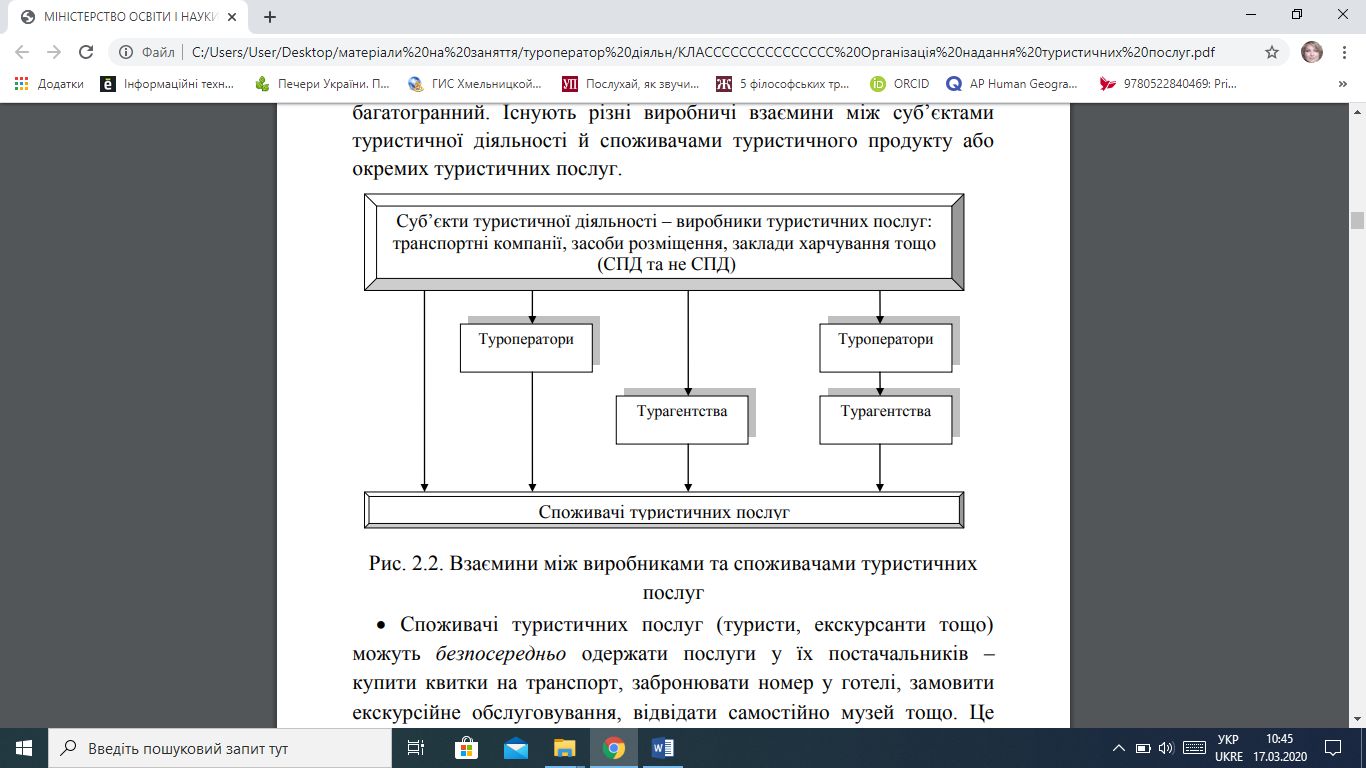 МІНІСТЕРСТВО ОСВІТИ І НАУКИ
Файл
C:/Users/User/Desktop/матеріали%20на%20заняття/туроператор%20діяльн/КЛАССССССССССССССС%20Організація%20надання%20туристичних%20послуг.pdf
Додатки
Інформаційні техн...
Печери України. П...
ГИС Хмельницкой...
Послухай, як звучи...
5 філософських тр...
ORCID
AP Human Geogra...
9780522840469: Pri...
багатогранний. Існують різні виробничі взаємини між суб’єктами
туристичної діяльності й споживачами туристичного продукту або
окремих туристичних послуг.
Суб’єкти туристичної діяльності – виробники туристичних послуг:
транспортні компанії, засоби розміщення, заклади харчування тощо
(СПД та не СПД)
Туроператори
Туроператори
Турагентства
Турагентства
Споживачі туристичних послуг
Рис. 2.2. Взаємини між виробниками та споживачами туристичних
послуг
• Споживачі туристичних послуг (туристи, екскурсанти тощо)
можуть безпосередньо одержати послуги у їх постачальників –
купити квитки на транспорт, забронювати номер у готелі, замовити
екскурсійне обслуговування, відвідати самостійно музей тощо. Це
Введіть пошуковий запит тут
УКР
UKRE
10:45
17.03.2020